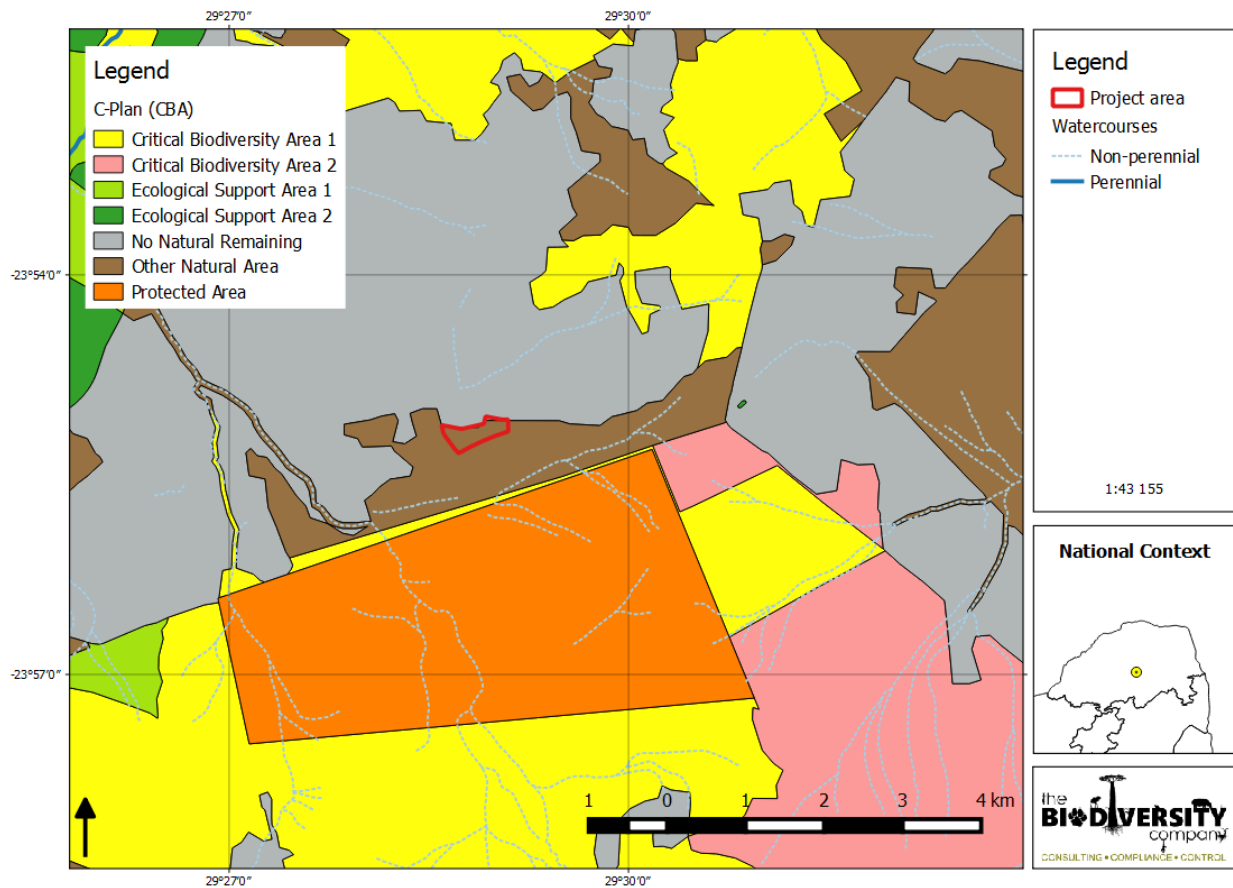 29°27'0"
29°30'0"
Legend
C-Plan (CBA)
Critical Biodiversity Area 1
Critical Biodiversity Area 2
Ecological Support Area 1
Ecological Support Area 2
No Natural Remaining
Other Natural Area
Protected Area
-23°54'0"
-23°57'0"
1 0 1 2 3 4 km
29°27'0"
29°30'0"
Legend
Project area
Watercourses
Non-perennial
Perennial
1:43 155
National Context
the
BIODIVERSITY
company
CONSULTING • COMPLIANCE • CONTROL